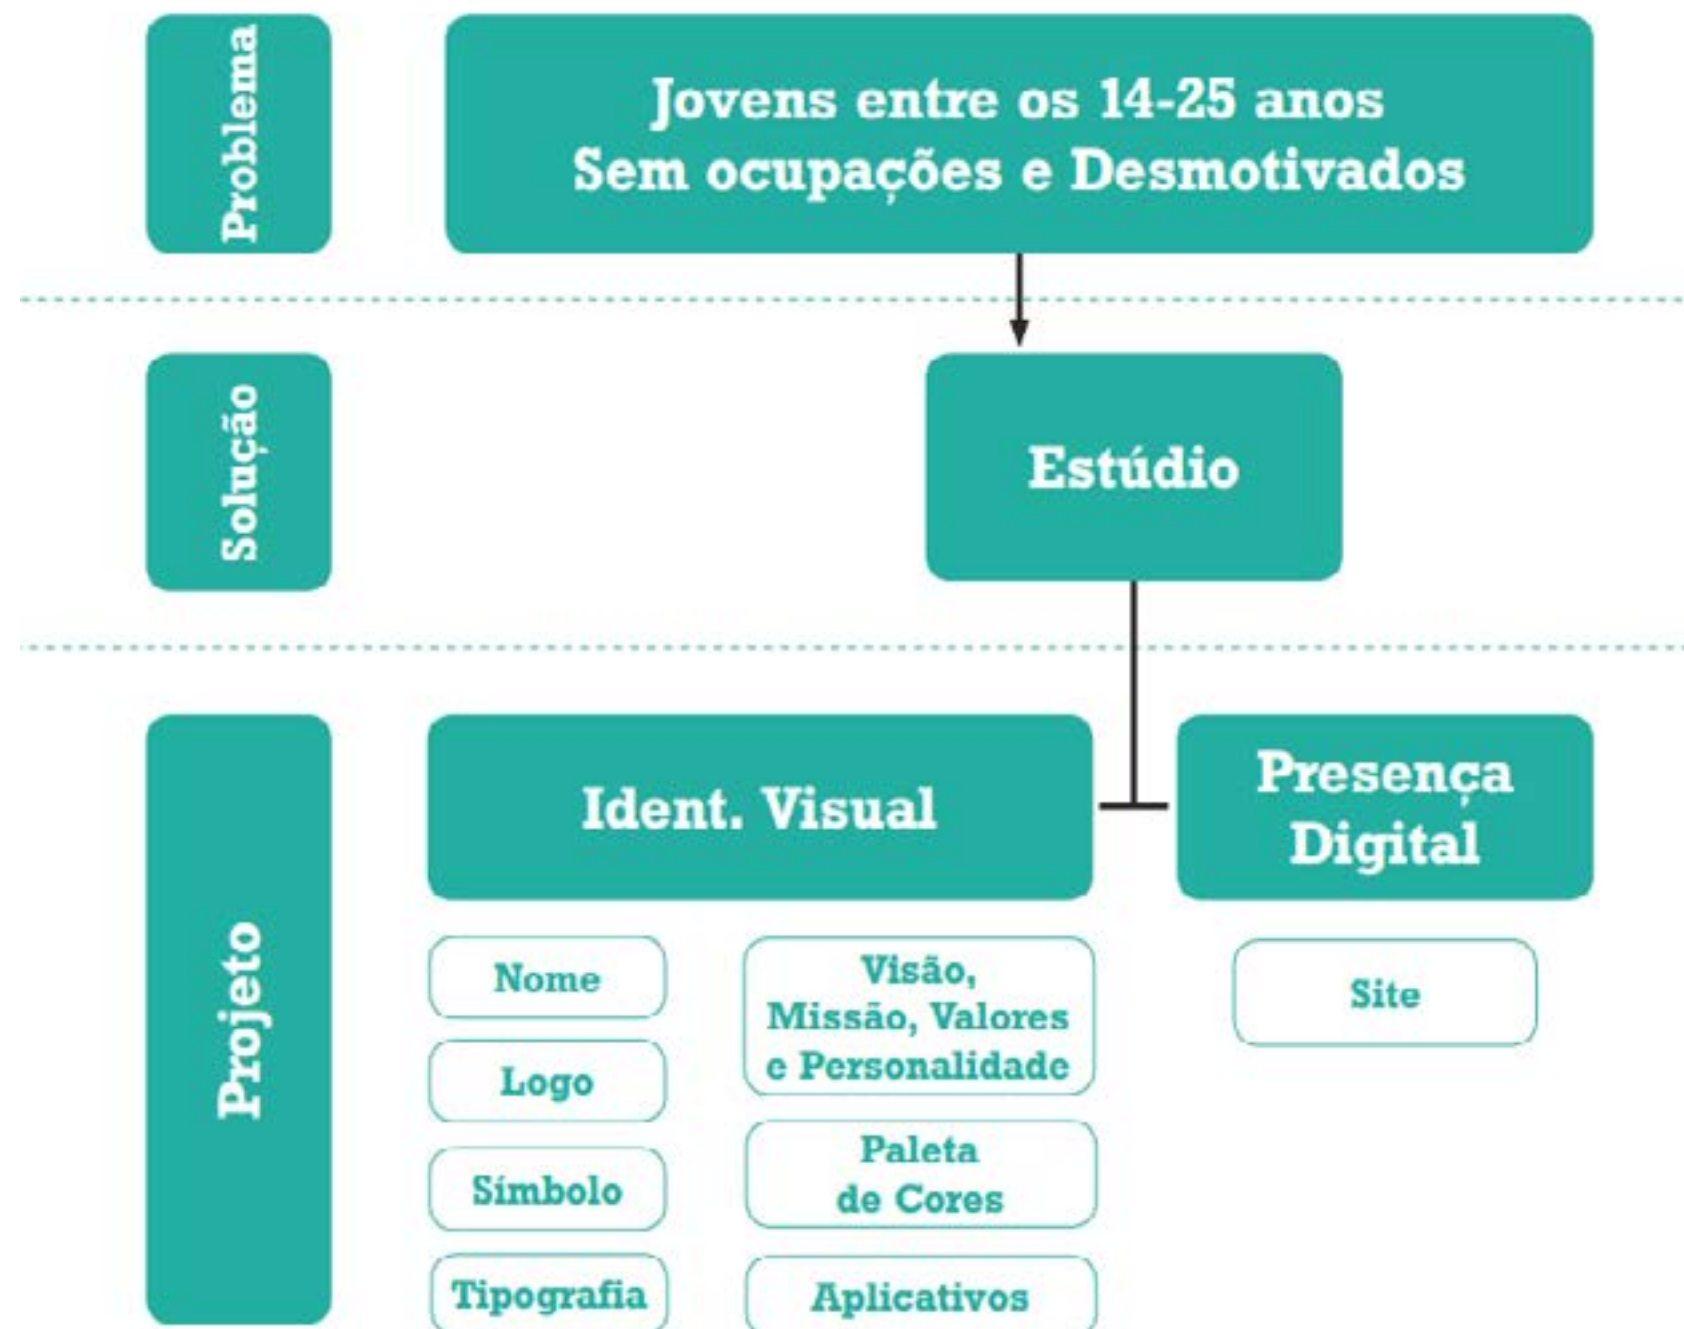 Problema
Jovens entre os 14-25 anos
Sem ocupações e Desmotivados
Solução
Estúdio
Projeto
Ident. Visual
Presença
Digital
Nome
Logo
Símbolo
Tipografia
Visão,
Missão, Valores
e Personalidade
Paleta
de Cores
Aplicativos
Site